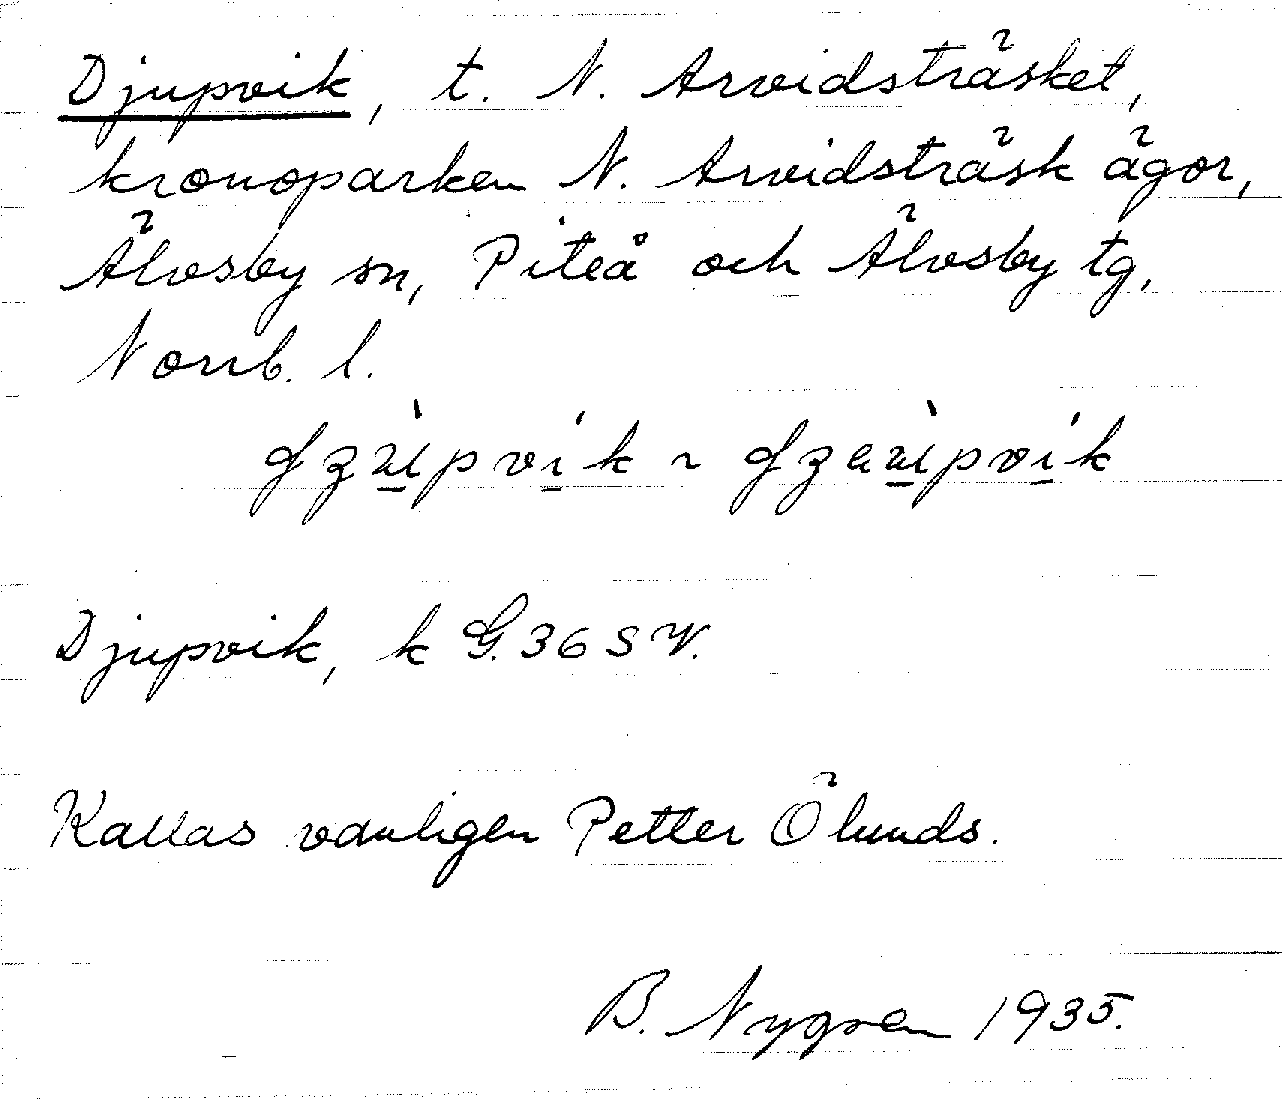 Djupvik, t. N. Arvidsträsket,
kronoparken N. Arvidsträsk ägor,
Älvsby sn, Piteå och Älvsby tg,
Norrb. l.
Djupvik, k G. 36 S V.
Kallas vanligen Petter Ölunds.
B. Nygren 1935.